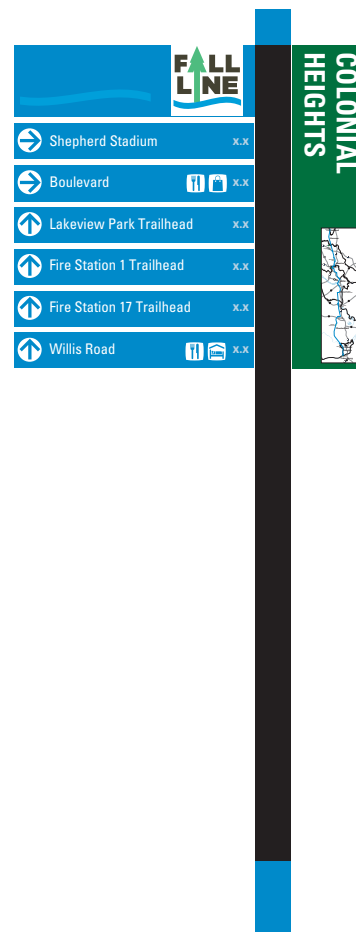 FALL
LINE
Shepherd Stadium x.x
Boulevard x.x
Lakeview Park Trailhead x.x
Fire Station 1 Trailhead x.x
Fire Station 17 Trailhead x.x
Willis Road x.x
COLONIAL
HEIGHTS